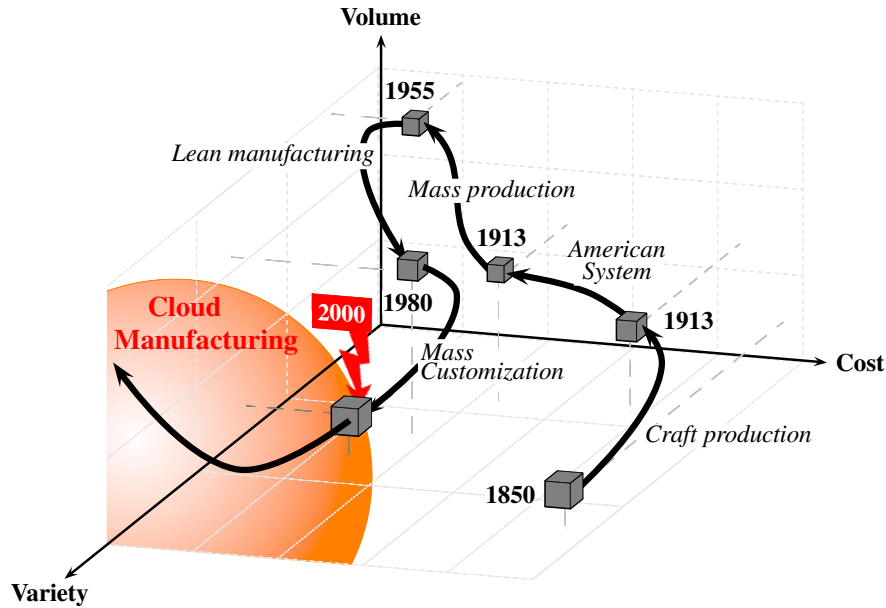 Volume
1955
Lean manufacturing
Mass production
1913
American
System
1980
2000
Cloud
Manufacturing
1913
Mass
Customization
Cost
Craft production
1850
Variety